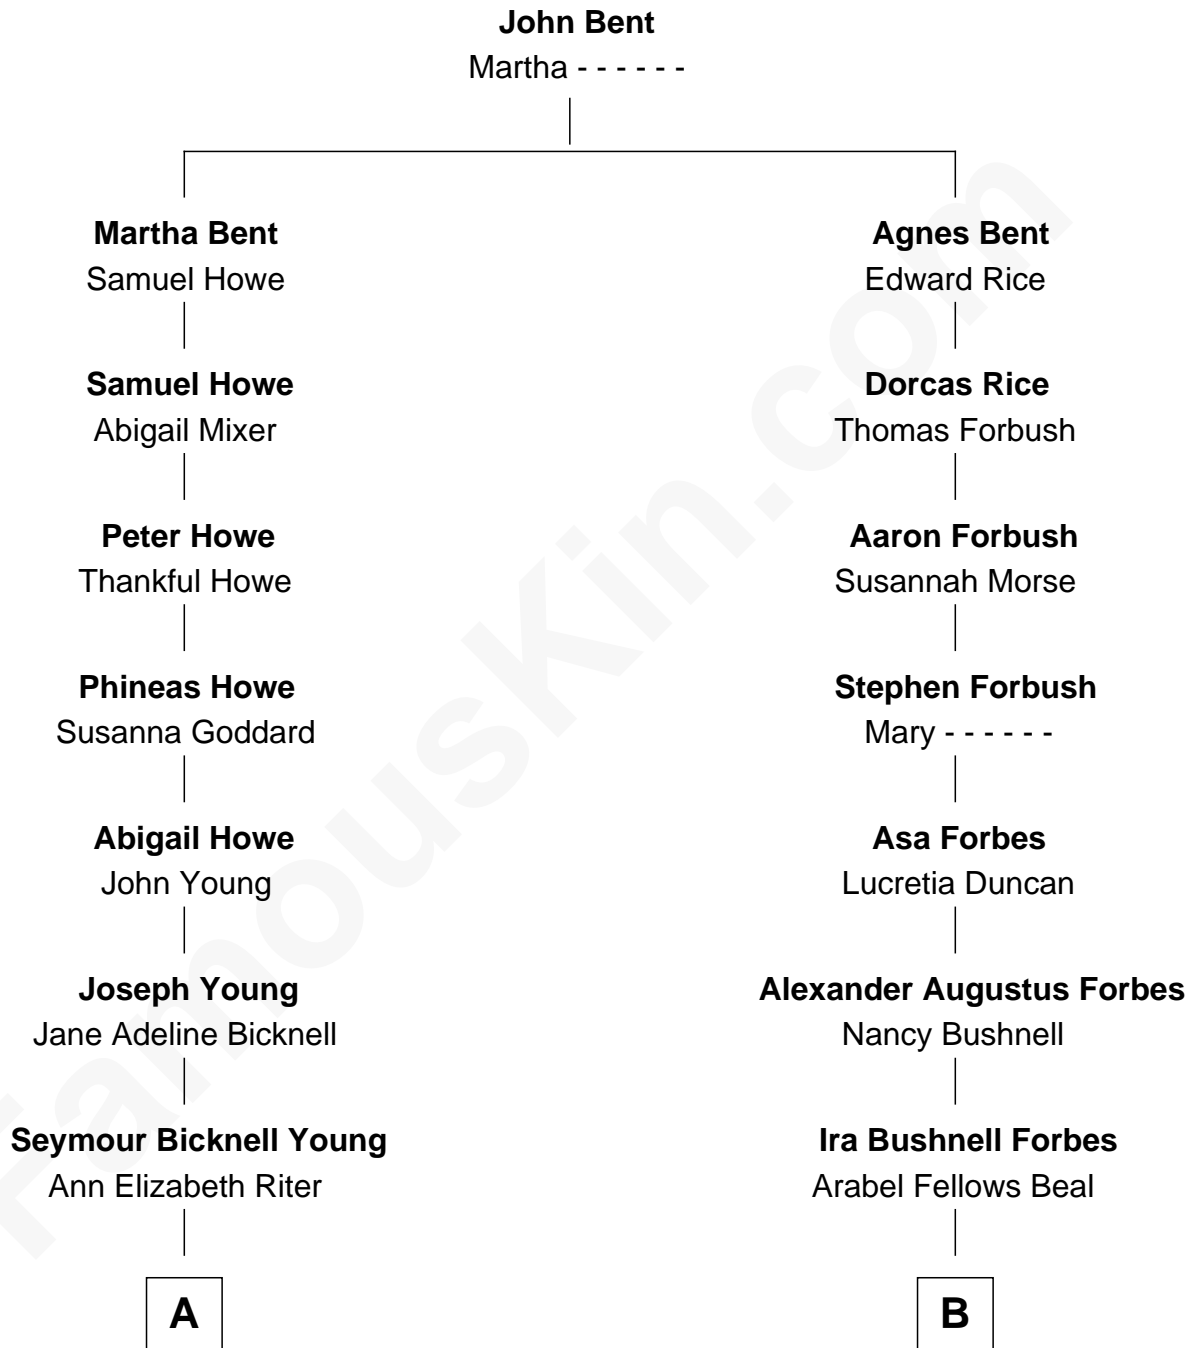 John Bent
Martha - - - - - -
Martha Bent
Samuel Howe
Agnes Bent
Edward Rice
Samuel Howe
Abigail Mixer
Dorcas Rice
Thomas Forbush
Peter Howe
Thankful Howe
Aaron Forbush
Susannah Morse
Phineas Howe
Susanna Goddard
Stephen Forbush
Mary - - - - - -
Abigail Howe
John Young
Asa Forbes
Lucretia Duncan
Joseph Young
Jane Adeline Bicknell
Alexander Augustus Forbes
Nancy Bushnell
Seymour Bicknell Young
Ann Elizabeth Riter
Ira Bushnell Forbes
Arabel Fellows Beal
A
B
FamousKin.com